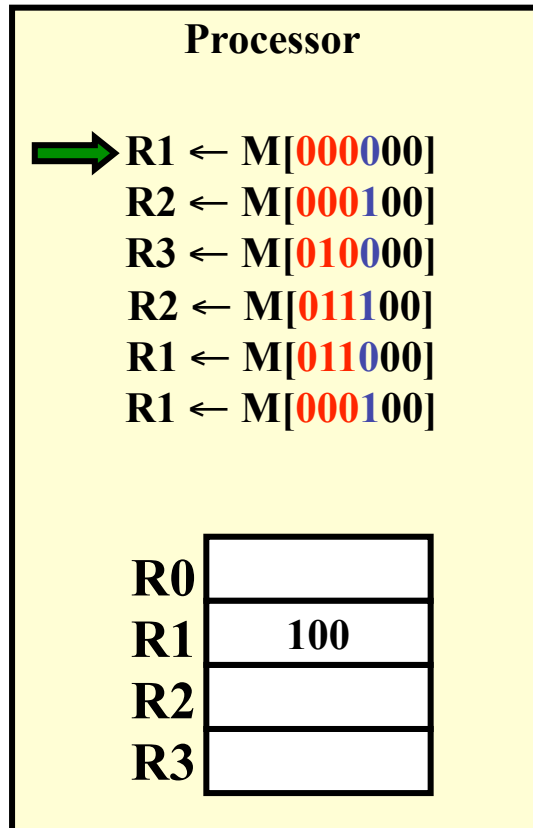 Processor
R1 ← M[000000]
R2 ← M[000100]
R3 ← M[010000]
R2 ← M[011100]
R1 ← M[011000]
R1 ← M[000100]
R0
R1 100
R2
R3